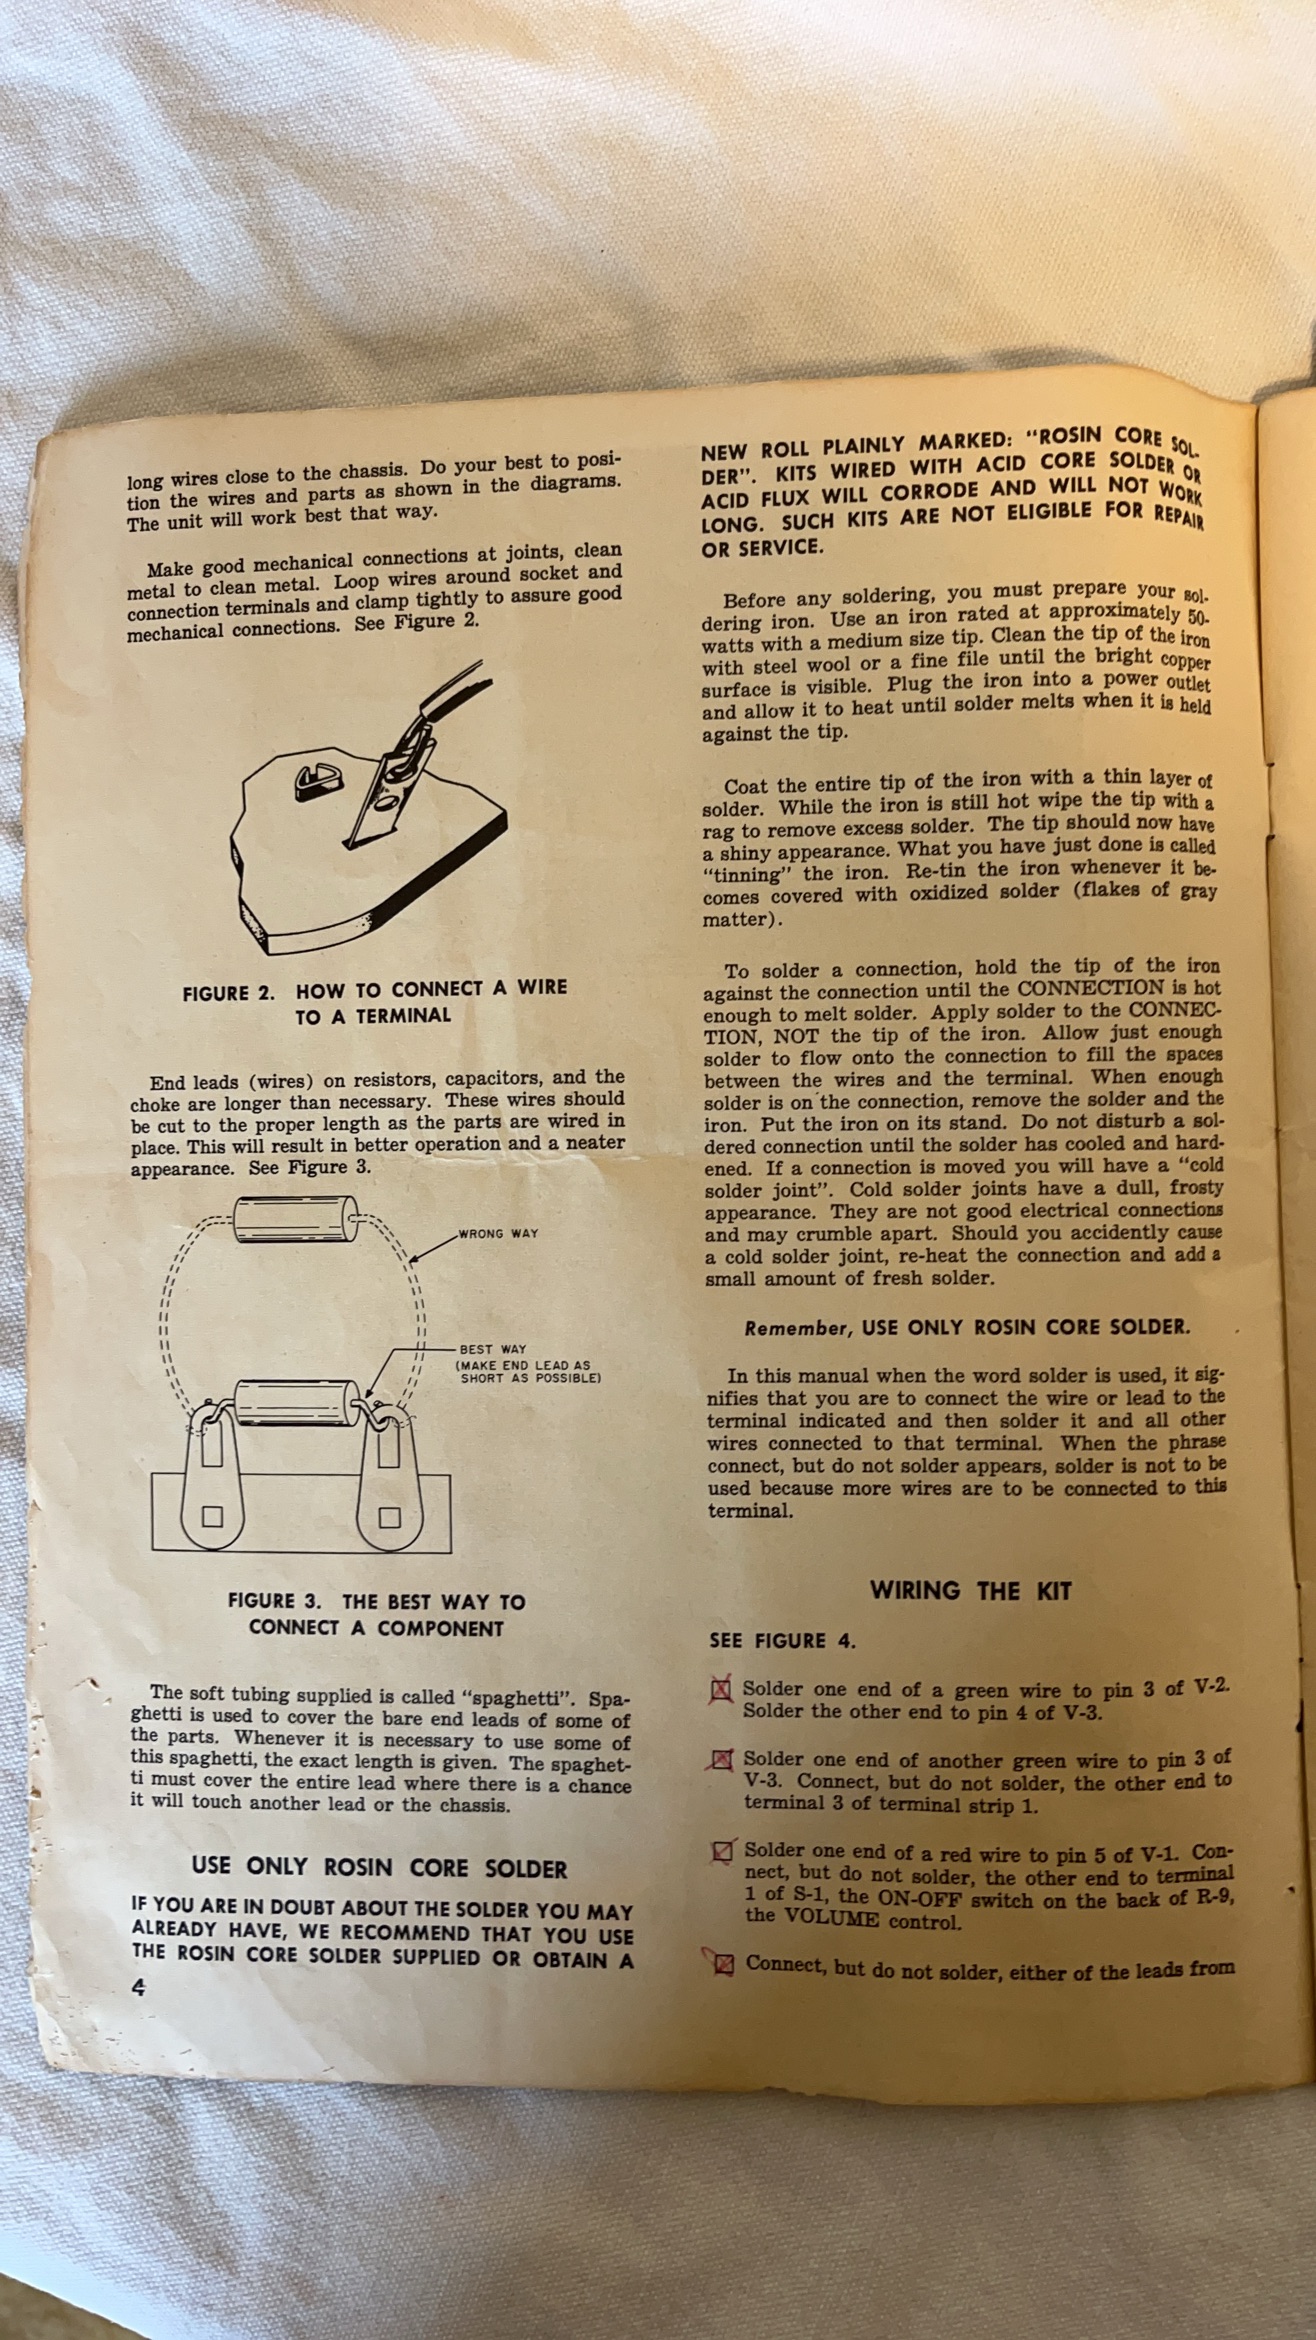 long wires close to the chassis. Do your best to posi-
tion the wires and parts as shown in the diagrams.
The unit will work best that way.
Make good mechanical connections at joints, clean
metal to clean metal. Loop wires around socket and
connection terminals and clamp tightly to assure good
mechanical connections. See Figure 2.
FIGURE 2. HOW TO CONNECT A WIRE
TO A TERMINAL
End leads (wires) on resistors, capacitors, and the
choke are longer than necessary. These wires should
be cut to the proper length as the parts are wired in
place. This will result in better operation and a neater
appearance. See Figure 3.
WRONG WAY
BEST WAY
(MAKE END LEAD AS
SHORT AS POSSIBLE)
FIGURE 3. THE BEST WAY TO
CONNECT A COMPONENT
The soft tubing supplied is called “spaghetti”. Spa-
ghetti is used to cover the bare end leads of some of
the parts. Whenever it is necessary to use some of
this spaghetti, the exact length is given. The spaghet-
ti must cover the entire lead where there is a chance
it will touch another lead or the chassis.
USE ONLY ROSIN CORE SOLDER
IF YOU ARE IN DOUBT ABOUT THE SOLDER YOU MAY
ALREADY HAVE, WE RECOMMEND THAT YOU USE
THE ROSIN CORE SOLDER SUPPLIED OR OBTAIN A
4
NEW ROLL PLAINLY MARKED: “ROSIN CORE SOL-
DER”. KITS WIRED WITH ACID CORE SOLDER OR
ACID FLUX WILL CORRODE AND WILL NOT WORK
LONG. SUCH KITS ARE NOT ELIGIBLE FOR REPAIR
OR SERVICE.
Before any soldering, you must prepare your sol-
dering iron. Use an iron rated at approximately 50-
watts with a medium size tip. Clean the tip of the iron
with steel wool or a fine file until the bright copper
surface is visible. Plug the iron into a power outlet
and allow it to heat until solder melts when it is held
against the tip.
Coat the entire tip of the iron with a thin layer of
solder. While the iron is still hot wipe the tip with a
rag to remove excess solder. The tip should now have
a shiny appearance. What you have just done is called
“tinning” the iron. Re-tin the iron whenever it be-
comes covered with oxidized solder (flakes of gray
matter).
To solder a connection, hold the tip of the iron
against the connection until the CONNECTION is hot
enough to melt solder. Apply solder to the CONNEC-
TION, NOT the tip of the iron. Allow just enough
solder to flow onto the connection to fill the spaces
between the wires and the terminal. When enough
solder is on the connection, remove the solder and the
iron. Put the iron on its stand. Do not disturb a sol-
dered connection until the solder has cooled and hard-
ened. If a connection is moved you will have a “cold
solder joint”. Cold solder joints have a dull, frosty
appearance. They are not good electrical connections
and may crumble apart. Should you accidently cause
a cold solder joint, re-heat the connection and add a
small amount of fresh solder.
Remember, USE ONLY ROSIN CORE SOLDER.
In this manual when the word solder is used, it sig-
nifies that you are to connect the wire or lead to the
terminal indicated and then solder it and all other
wires connected to that terminal. When the phrase
connect, but do not solder appears, solder is not to be
used because more wires are to be connected to this
terminal.
WIRING THE KIT
SEE FIGURE 4.
Solder one end of a green wire to pin 3 of V-2.
Solder the other end to pin 4 of V-3.
Solder one end of another green wire to pin 3 of
V-3. Connect, but do not solder, the other end to
terminal 3 of terminal strip 1.
Solder one end of a red wire to pin 5 of V-1. Con-
nect, but do not solder, the other end to terminal
1 of S-1, the ON-OFF switch on the back of R-9,
the VOLUME control.
Connect, but do not solder, either of the leads from